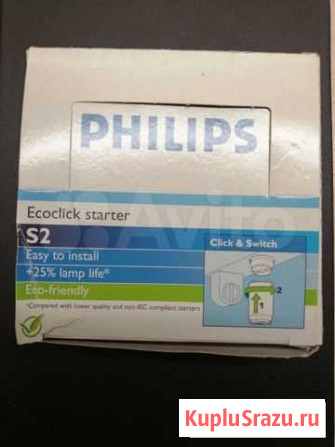 PHILIPS
Avito
Ecoclick starter
S2
Easy to install
+25% lamp life*
Eco-friendly
*Compared with lower quality and non-IEC compliant starters
Click & Switch
2
1
KupluSrazu.ru